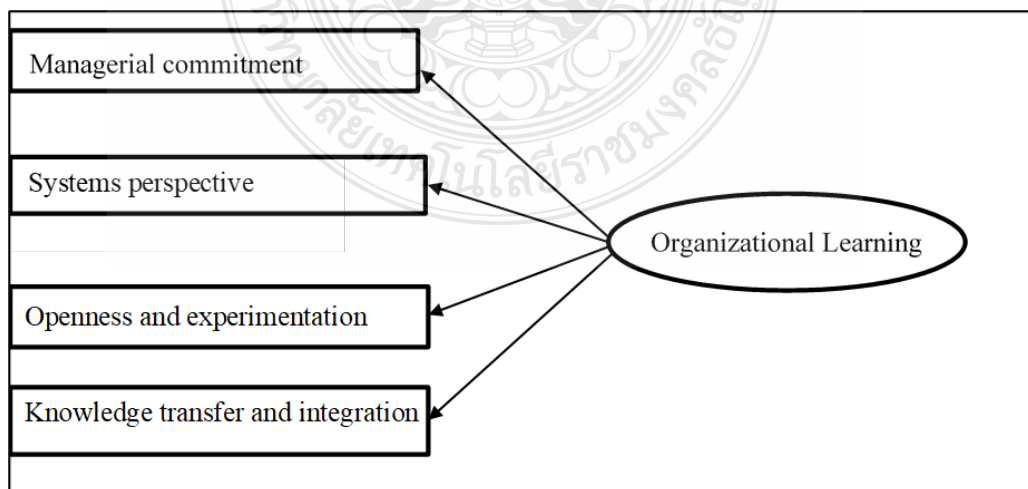 Managerial commitment
Systems perspective
Organizational Learning
Openness and experimentation
Knowledge transfer and integration